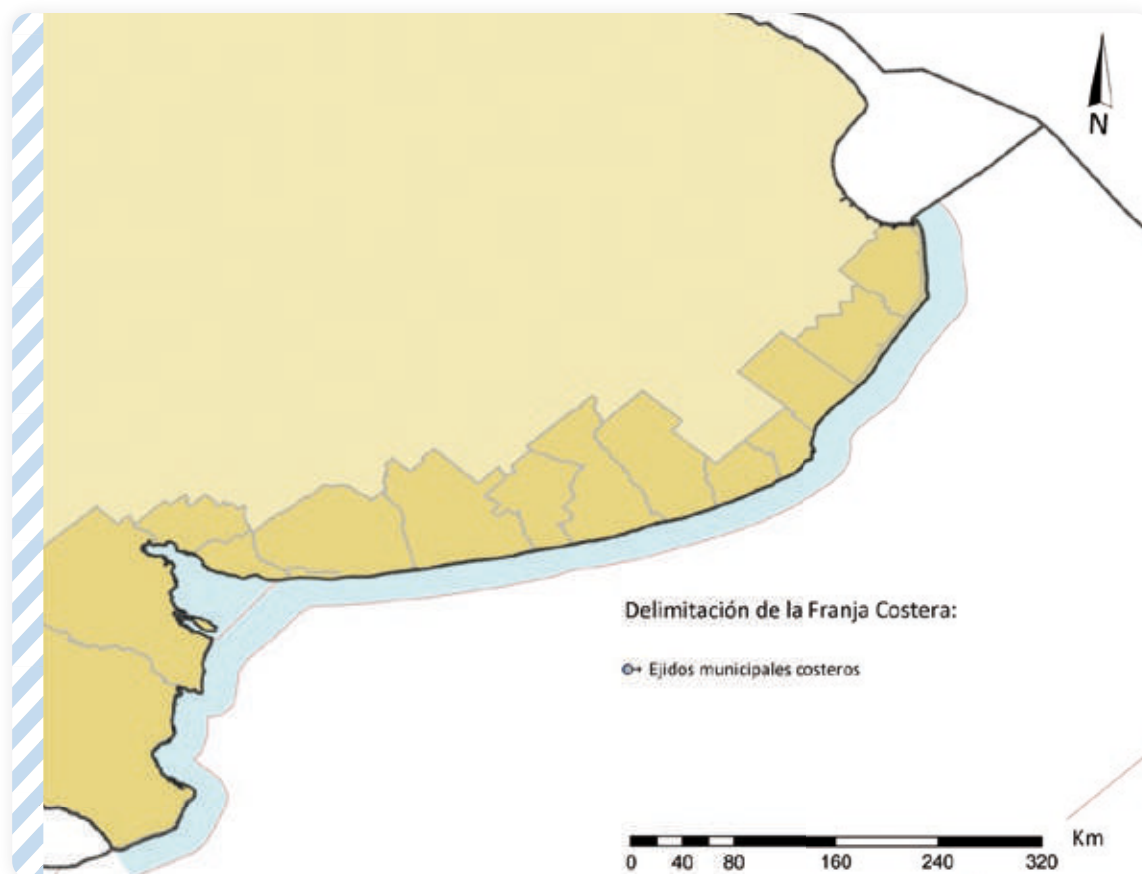 N
Delimitación de la Franja Costera:
Ejidos municipales costeros
Km
0 40 80 160 240 320